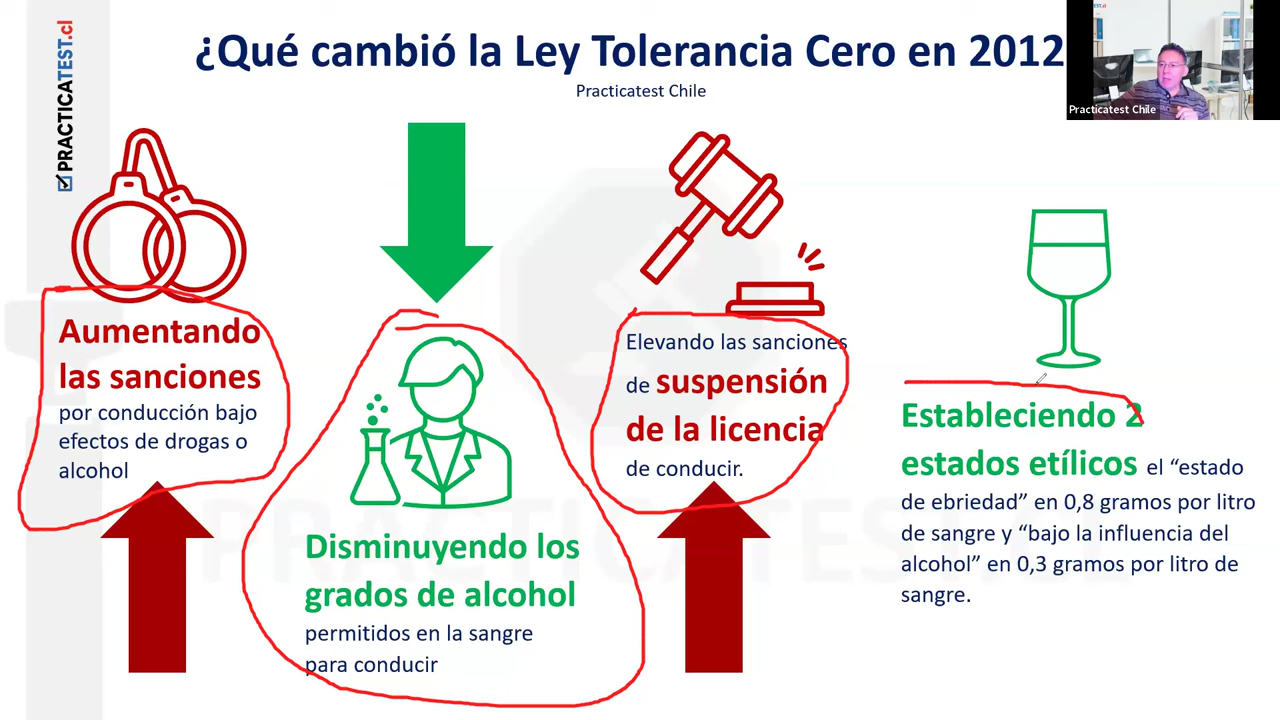 PRACTICATEST.cl
¿Qué cambió la Ley Tolerancia Cero en 2012
Practicatest Chile
Practicatest Chile
Aumentando
las sanciones
por conducción bajo
efectos de drogas o
alcohol
Disminuyendo los
grados de alcohol
permitidos en la sangre
para conducir
Elevando las sanciones
de suspensión
de la licencia
de conducir.
Estableciendo 2
estados etílicos el “estado
de ebriedad” en 0,8 gramos por litro
de sangre y “bajo la influencia del
alcohol” en 0,3 gramos por litro de
sangre.
PRACTICATEST.CL